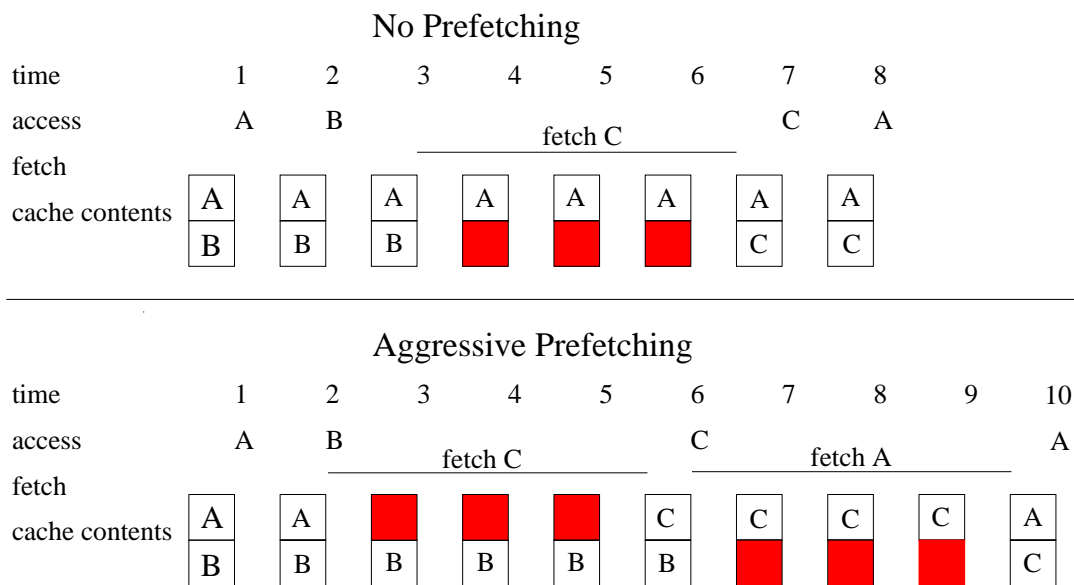 No Prefetching
time 1 2 3 4 5 6 7 8
access A B C A
fetch C
fetch
A A A A A A A A
cache contents
B B B C C
Aggressive Prefetching
time 1 2 3 4 5 6 7 8 9 10
access A B C A
fetch C fetch A
fetch
A A C C C C A
cache contents
B B B B B B C